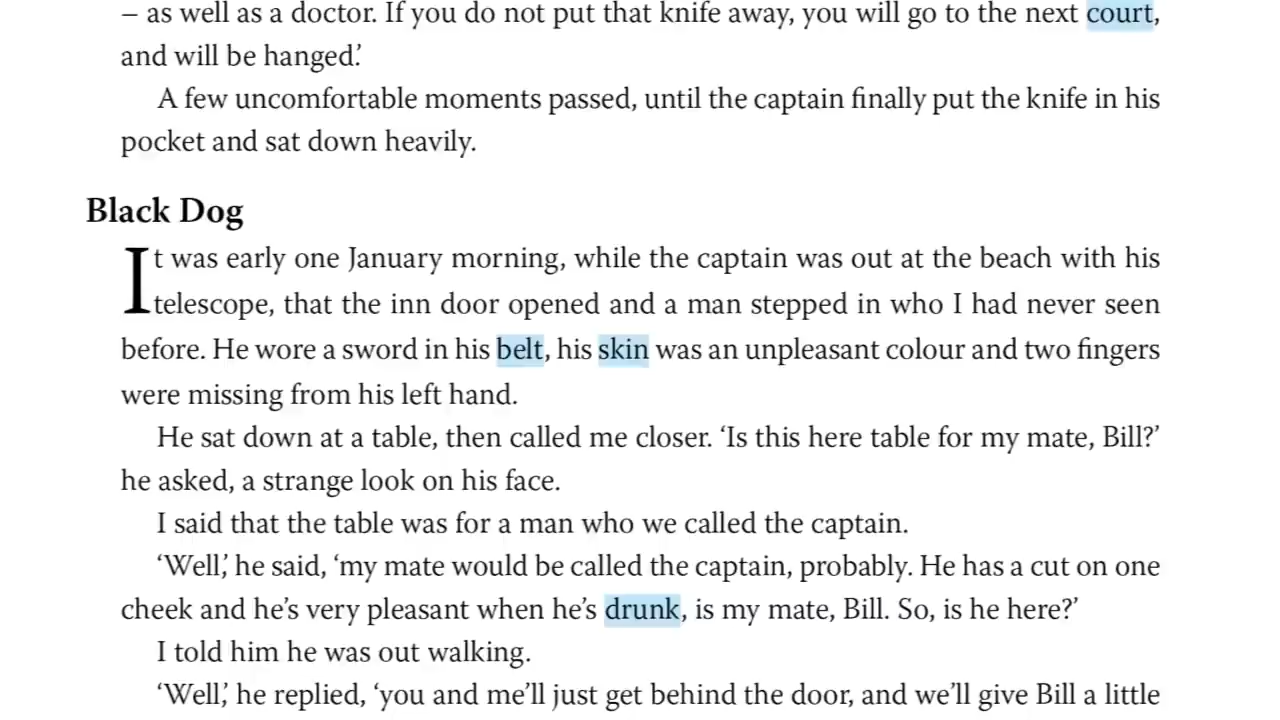 – as well as a doctor. If you do not put that knife away, you will go to the next court,
and will be hanged.’
A few uncomfortable moments passed, until the captain finally put the knife in his
pocket and sat down heavily.
Black Dog
It was early one January morning, while the captain was out at the beach with his
telescope, that the inn door opened and a man stepped in who I had never seen
before. He wore a sword in his belt, his skin was an unpleasant colour and two fingers
were missing from his left hand.
He sat down at a table, then called me closer. ‘Is this here table for my mate, Bill?’
he asked, a strange look on his face.
I said that the table was for a man who we called the captain.
‘Well,’ he said, ‘my mate would be called the captain, probably. He has a cut on one
cheek and he’s very pleasant when he’s drunk, is my mate, Bill. So, is he here?’
I told him he was out walking.
‘Well,’ he replied, ‘you and me’ll just get behind the door, and we’ll give Bill a little